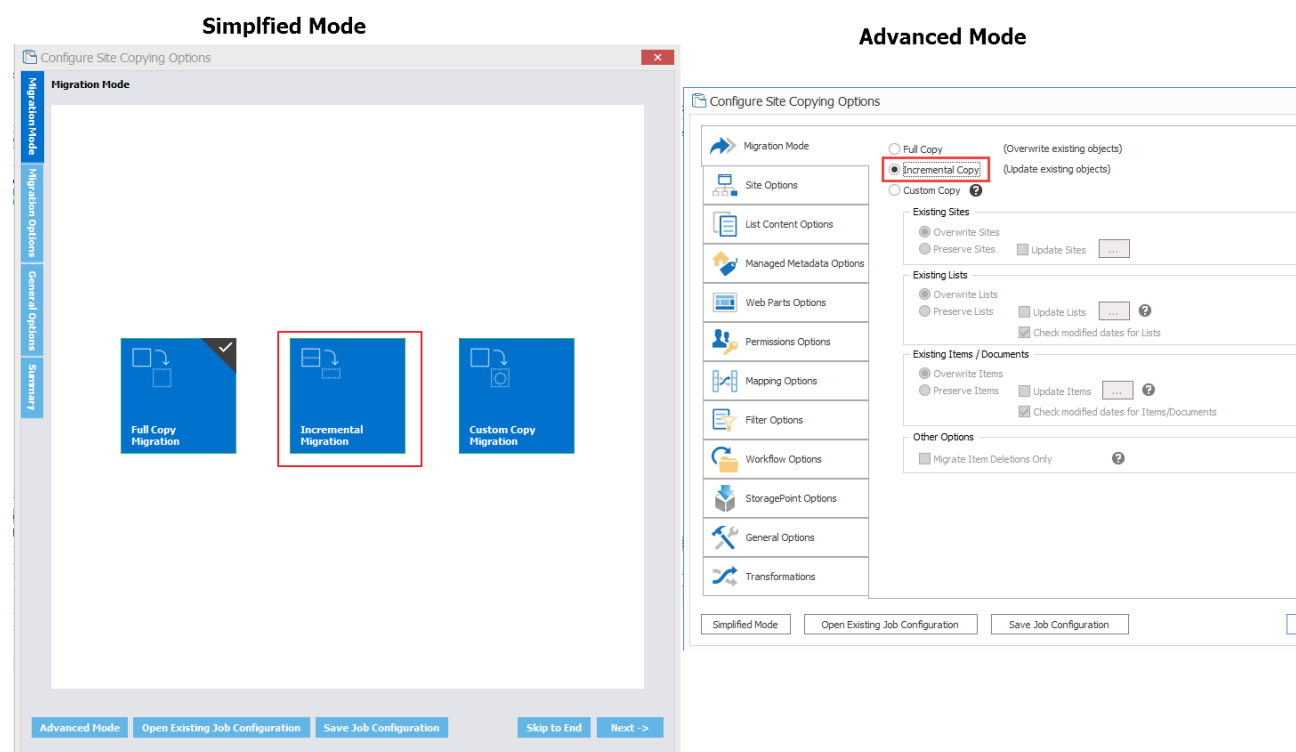 Simplfied Mode
Configure Site Copying Options
Migration Mode
Migration Options
General Options
Summary
Migration Mode
Full Copy
Migration
Incremental
Migration
Custom Copy
Migration
Advanced Mode
Open Existing Job Configuration
Save Job Configuration
Skip to End
Next ->
Advanced Mode
Configure Site Copying Options
Migration Mode
Site Options
List Content Options
Managed Metadata Options
Web Parts Options
Permissions Options
Mapping Options
Filter Options
Workflow Options
StoragePoint Options
General Options
Transformations
Full Copy (Overwrite existing objects)
Incremental Copy (Update existing objects)
Custom Copy ?
Existing Sites
Overwrite Sites
Preserve Sites Update Sites ...
Existing Lists
Overwrite Lists
Preserve Lists Update Lists ... ?
Check modified dates for Lists
Existing Items / Documents
Overwrite Items
Preserve Items Update Items ... ?
Check modified dates for Items/Documents
Other Options
Migrate Item Deletions Only ?
Simplified Mode
Open Existing Job Configuration
Save Job Configuration